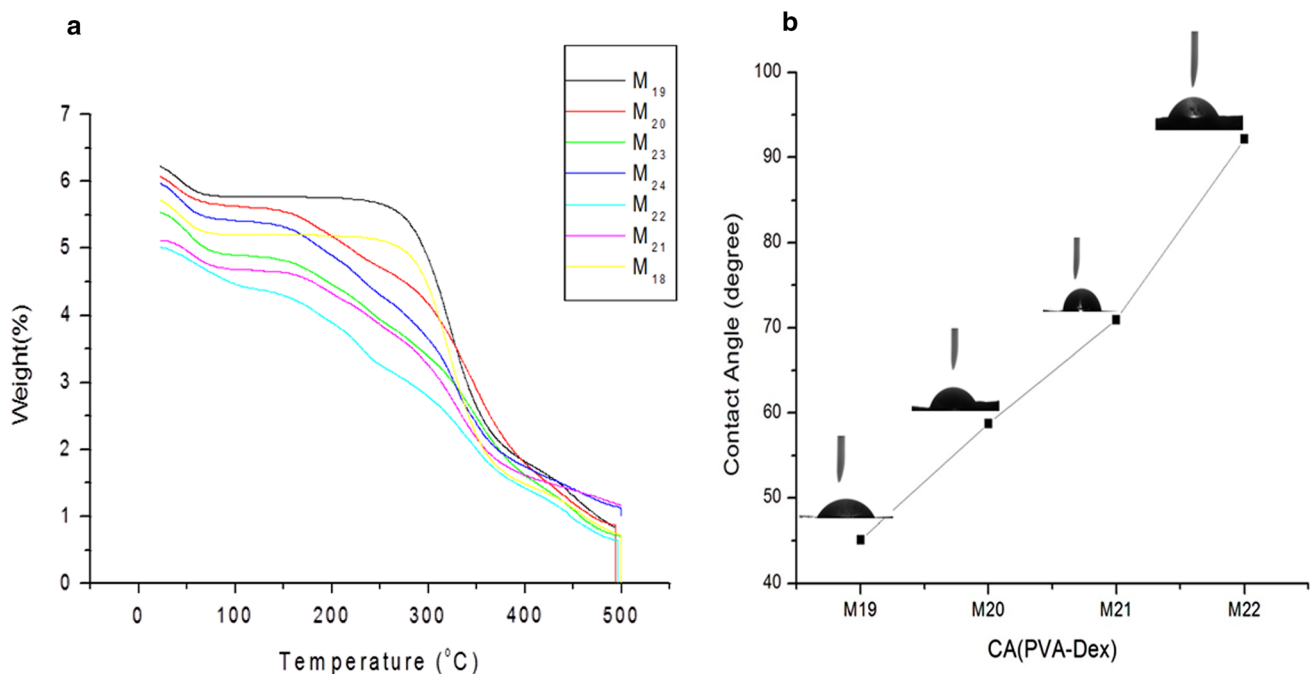 a
M19
M20
M23
M24
M22
M21
M18
7
6
5
4
3
2
1
0
Weight(%)
0 100 200 300 400 500
Temperature (°C)
b
100
90
80
70
60
50
40
Contact Angle (degree)
M19 M20 M21 M22
CA(PVA-Dex)